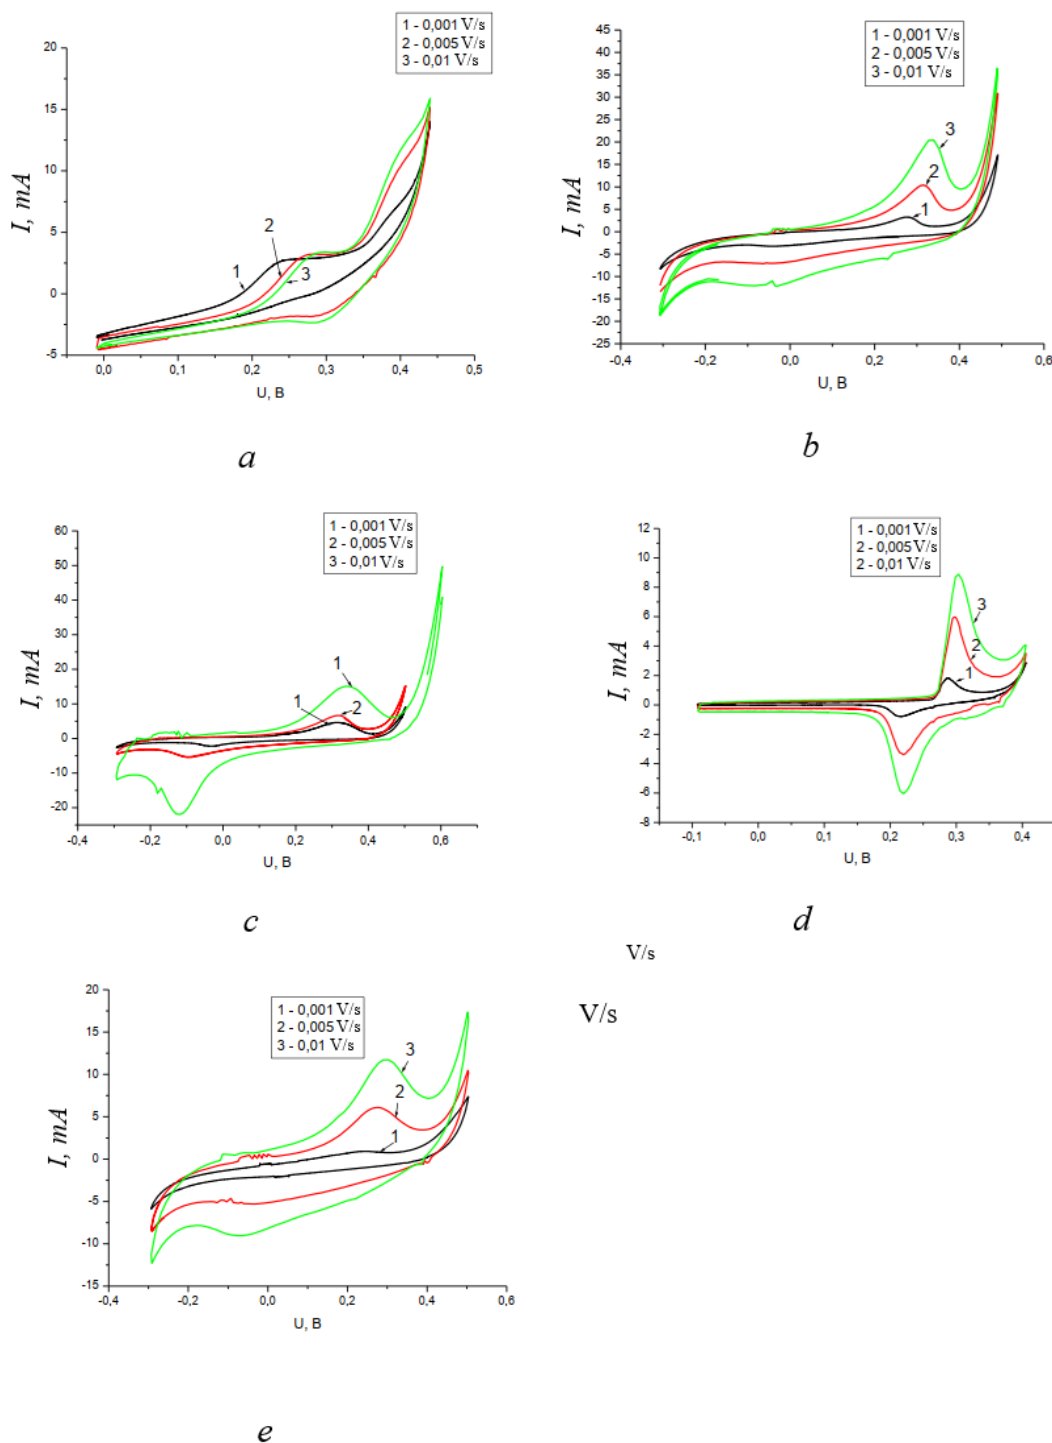 1 - 0,001 V/s
2 - 0,005 V/s
3 - 0,01 V/s
20
15
10
5
0
-5
I, mA
1
2
3
0,0 0,1 0,2 0,3 0,4 0,5
U, B
a
1 - 0,001 V/s
2 - 0,005 V/s
3 - 0,01 V/s
45
40
35
30
25
20
15
10
5
0
-5
-10
-15
-20
-25
I, mA
3
2
1
-0,4 -0,2 0,0 0,2 0,4 0,6
U, B
b
1 - 0,001 V/s
2 - 0,005 V/s
3 - 0,01 V/s
60
50
40
30
20
10
0
-10
-20
I, mA
1
1
2
-0,4 -0,2 0,0 0,2 0,4 0,6
U, B
c
1 - 0,001 V/s
2 - 0,005 V/s
2 - 0,01 V/s
12
10
8
6
4
2
0
-2
-4
-6
-8
I, mA
3
2
1
-0,1 0,0 0,1 0,2 0,3 0,4
U, B
d
V/s
V/s
1 - 0,001 V/s
2 - 0,005 V/s
3 - 0,01 V/s
20
15
10
5
0
-5
-10
-15
I, mA
3
2
1
-0,4 -0,2 0,0 0,2 0,4 0,6
U, B
e